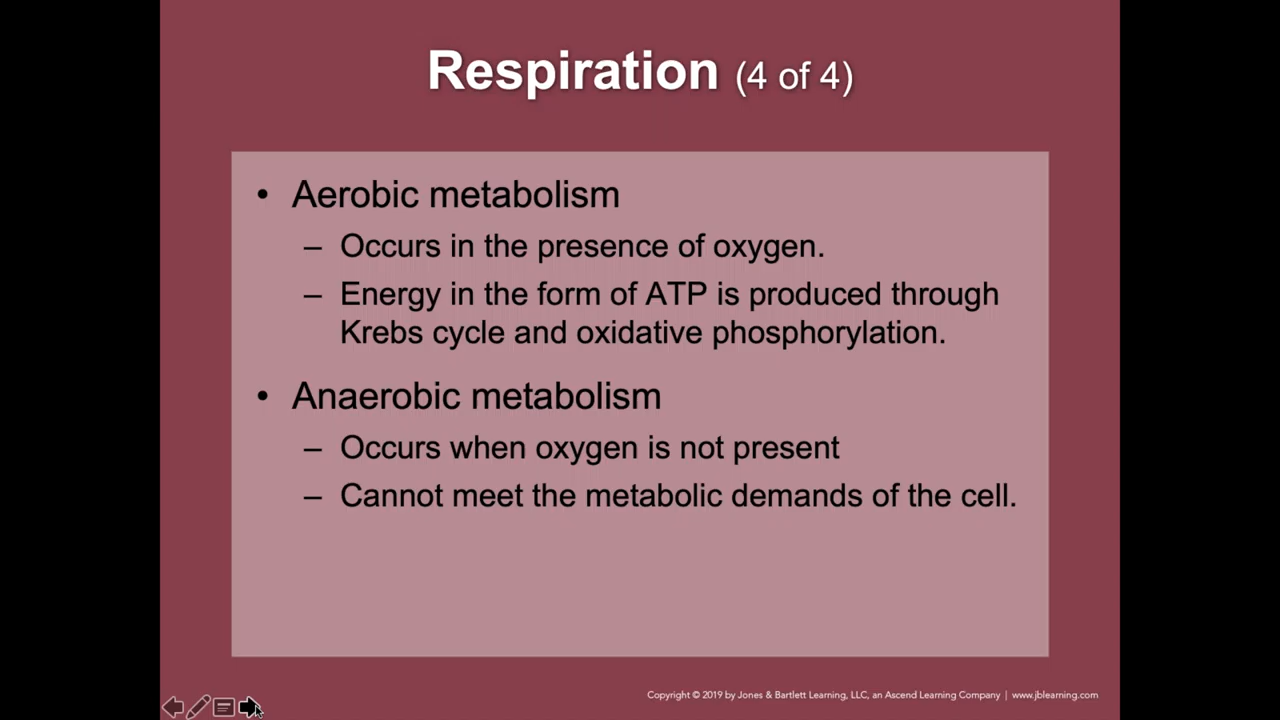 Respiration (4 of 4)
• Aerobic metabolism
– Occurs in the presence of oxygen.
– Energy in the form of ATP is produced through
Krebs cycle and oxidative phosphorylation.
• Anaerobic metabolism
– Occurs when oxygen is not present
– Cannot meet the metabolic demands of the cell.
Copyright © 2019 by Jones & Bartlett Learning, LLC, an Ascend Learning Company | www.jblearning.com